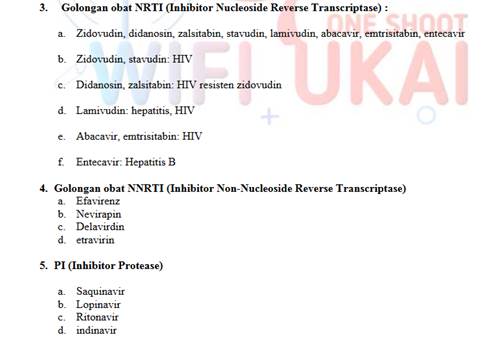 3. Golongan obat NRTI (Inhibitor Nucleoside Reverse Transcriptase) :
a. Zidovudin, didanosin, zalsitabin, stavudin, lamivudin, abacavir, emtrisitabin, entecavir
b. Zidovudin, stavudin: HIV
c. Didanosin, zalsitabin: HIV resisten zidovudin
d. Lamivudin: hepatitis, HIV
e. Abacavir, emtrisitabin: HIV
f. Entecavir: Hepatitis B
4. Golongan obat NNRTI (Inhibitor Non-Nucleoside Reverse Transcriptase)
a. Efavirenz
b. Nevirapin
c. Delavirdin
d. etravirin
5. PI (Inhibitor Protease)
a. Saquinavir
b. Lopinavir
c. Ritonavir
d. indinavir
ONE SHOOT
WIFI UKAI